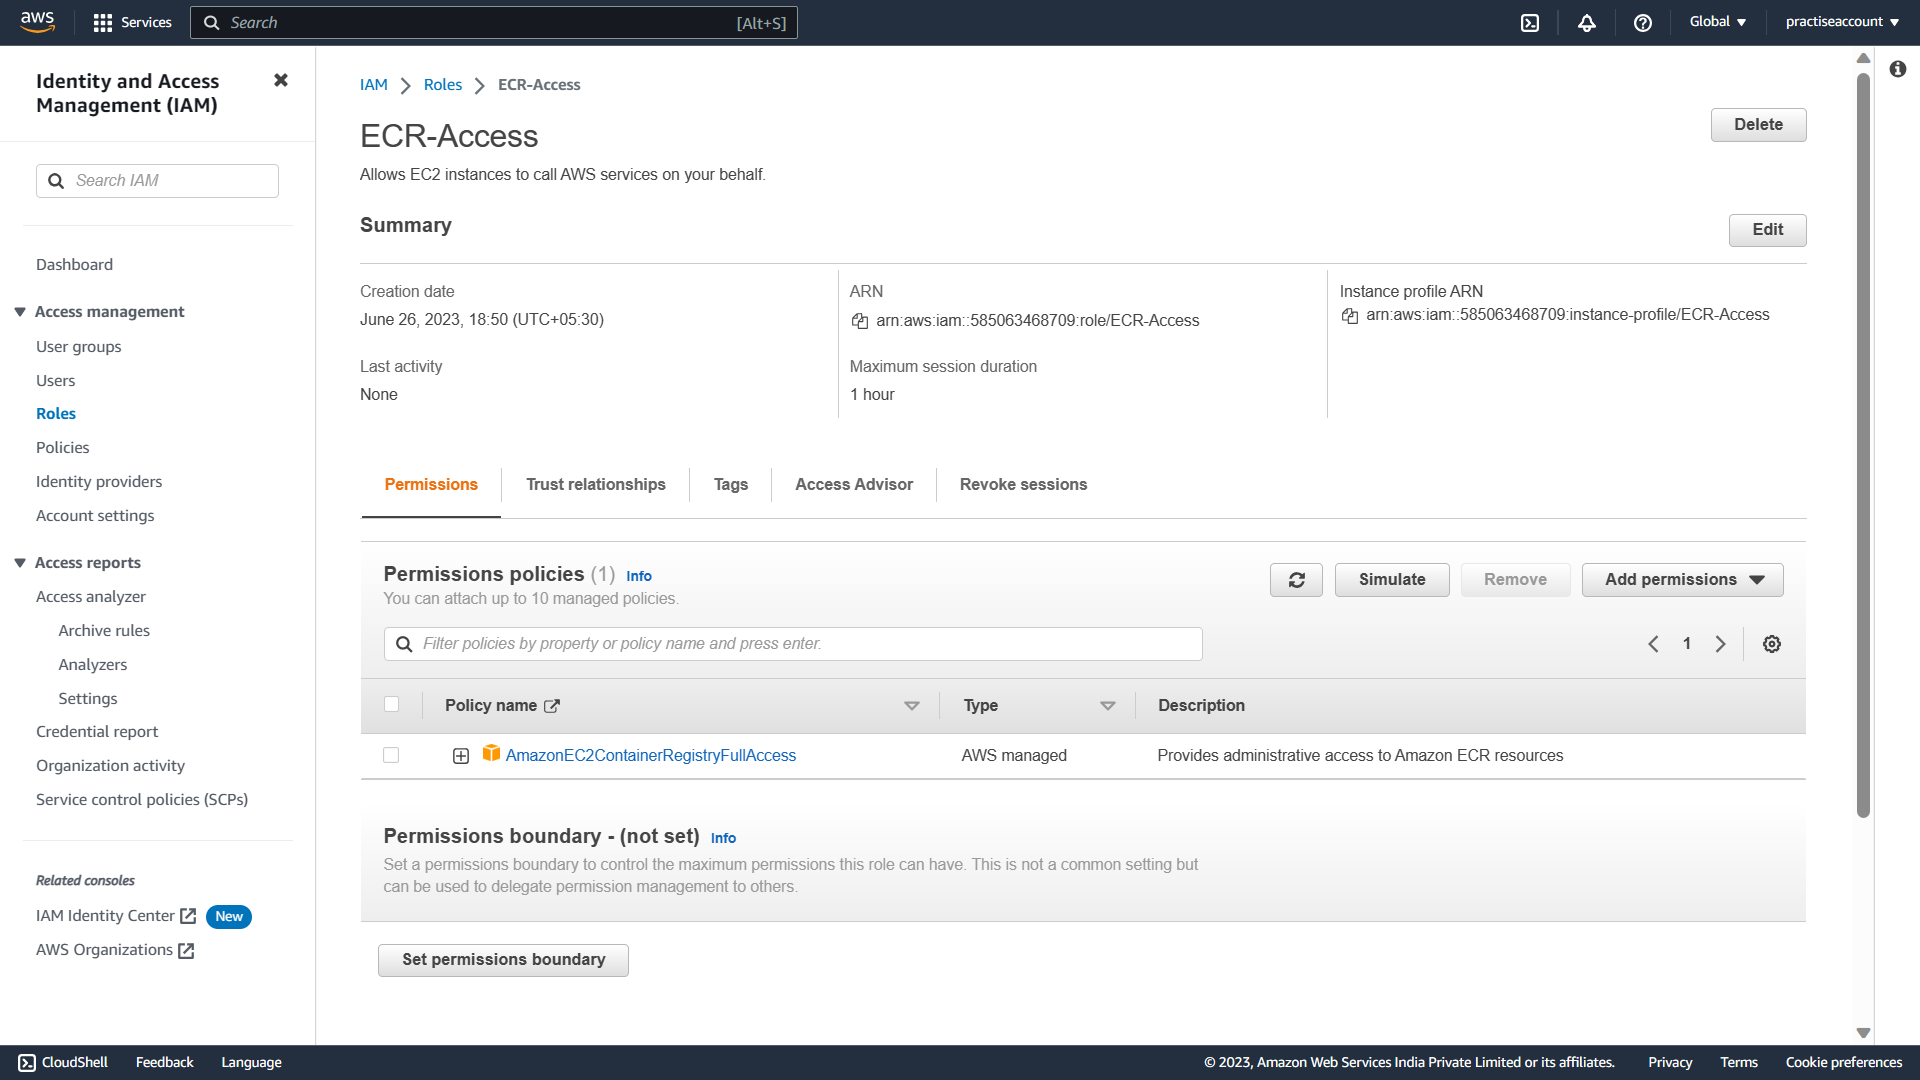 aws
Services
Search
[Alt+S]
Global
practiseaccount
Identity and Access
Management (IAM)
Search IAM
Dashboard
Access management
User groups
Users
Roles
Policies
Identity providers
Account settings
Access reports
Access analyzer
Archive rules
Analyzers
Settings
Credential report
Organization activity
Service control policies (SCPs)
Related consoles
IAM Identity Center New
AWS Organizations
IAM Roles ECR-Access
ECR-Access
Delete
Allows EC2 instances to call AWS services on your behalf.
Summary
Edit
Creation date
June 26, 2023, 18:50 (UTC+05:30)
Last activity
None
ARN
arn:aws:iam::585063468709:role/ECR-Access
Maximum session duration
1 hour
Instance profile ARN
arn:aws:iam::585063468709:instance-profile/ECR-Access
Permissions
Trust relationships
Tags
Access Advisor
Revoke sessions
Permissions policies (1) Info
You can attach up to 10 managed policies.
Simulate
Remove
Add permissions
Filter policies by property or policy name and press enter.
1
Policy name
Type
Description
AmazonEC2ContainerRegistryFullAccess
AWS managed
Provides administrative access to Amazon ECR resources
Permissions boundary - (not set) Info
Set a permissions boundary to control the maximum permissions this role can have. This is not a common setting but
can be used to delegate permission management to others.
Set permissions boundary
CloudShell
Feedback
Language
© 2023, Amazon Web Services India Private Limited or its affiliates.
Privacy
Terms
Cookie preferences